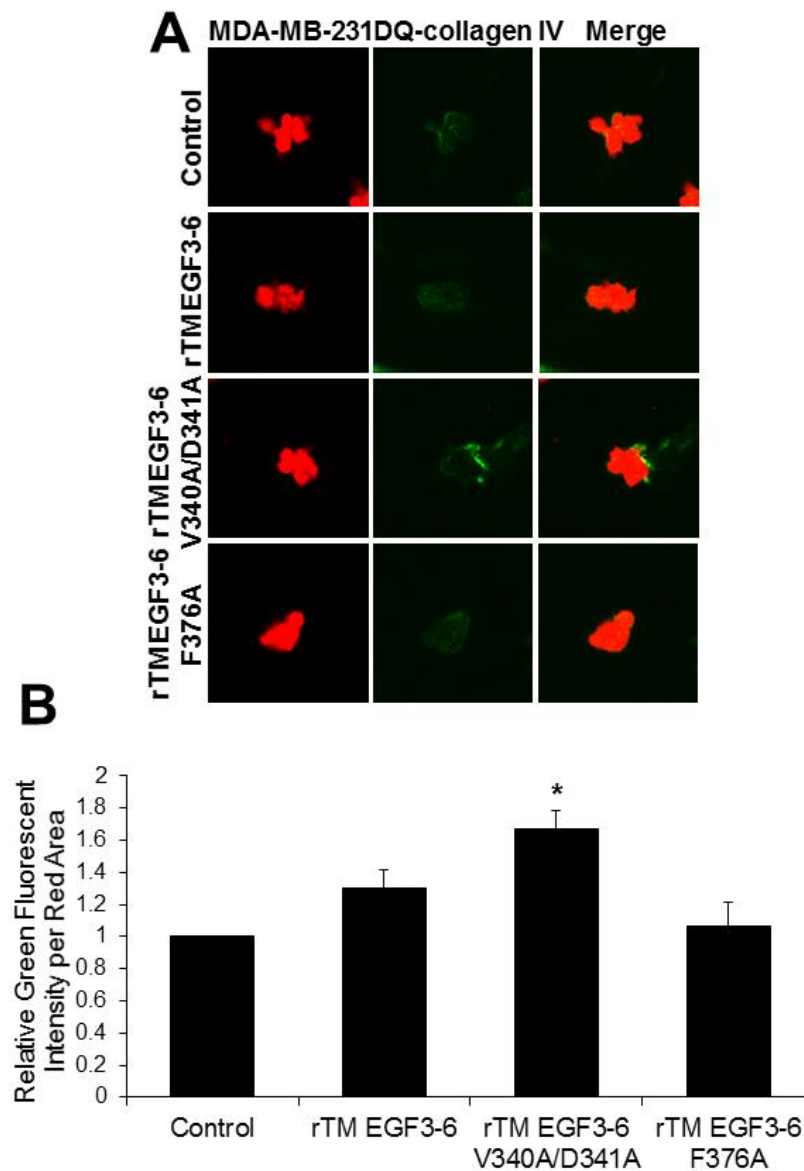 A
MDA-MB-231DQ-collagen IV Merge
Control
rTMEGF3-6
rTMEGF3-6
V340A/D341A
rTMEGF3-6
F376A
B
Relative Green Fluorescent
Intensity per Red Area
2
1.8
1.6
1.4
1.2
1
0.8
0.6
0.4
0.2
0
*
Control
rTM EGF3-6
rTM EGF3-6
V340A/D341A
rTM EGF3-6
F376A